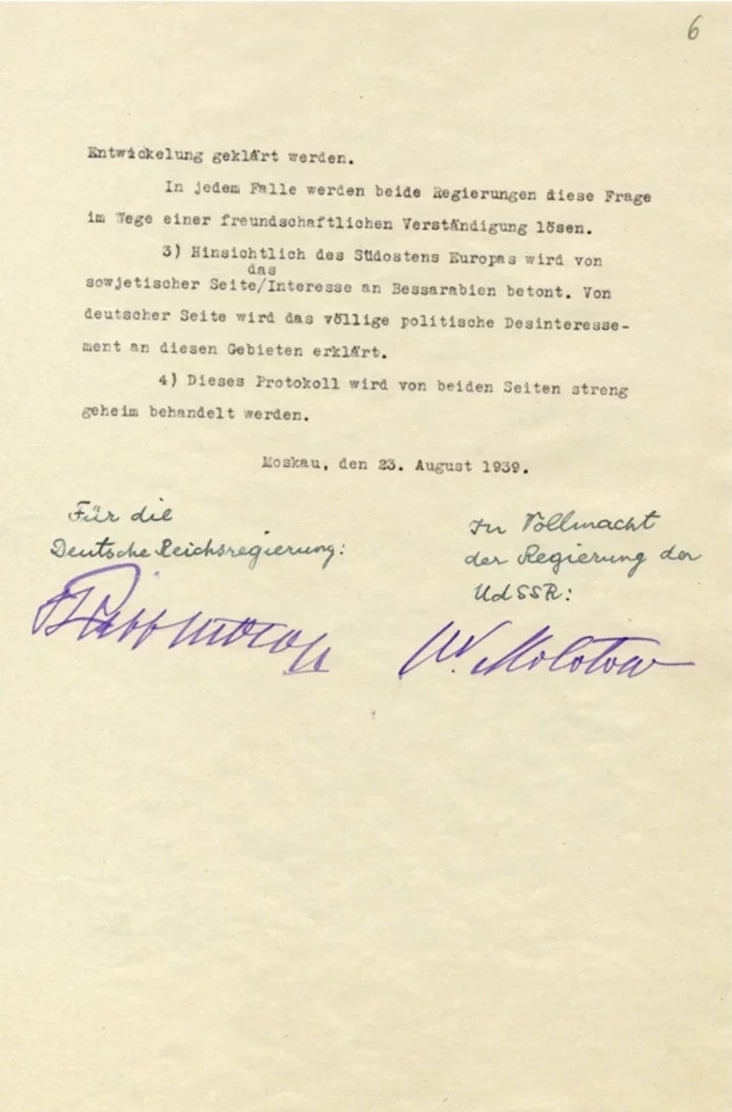 6
Entwickelung geklärt werden.
In jedem Falle werden beide Regierungen diese Frage
im Wege einer freundschaftlichen Verständigung lösen.
3) Hinsichtlich des Südostens Europas wird von
das
sowjetischer Seite/Interesse an Bessarabien betont. Von
deutscher Seite wird das völlige politische Desinteresse-
ment an diesen Gebieten erklärt.
4) Dieses Protokoll wird von beiden Seiten streng
geheim behandelt werden.
Moskau, den 23. August 1939.
Für die
Deutsche Reichsregierung:
In Vollmacht
der Regierung der
UdSSR:
W. Molotow